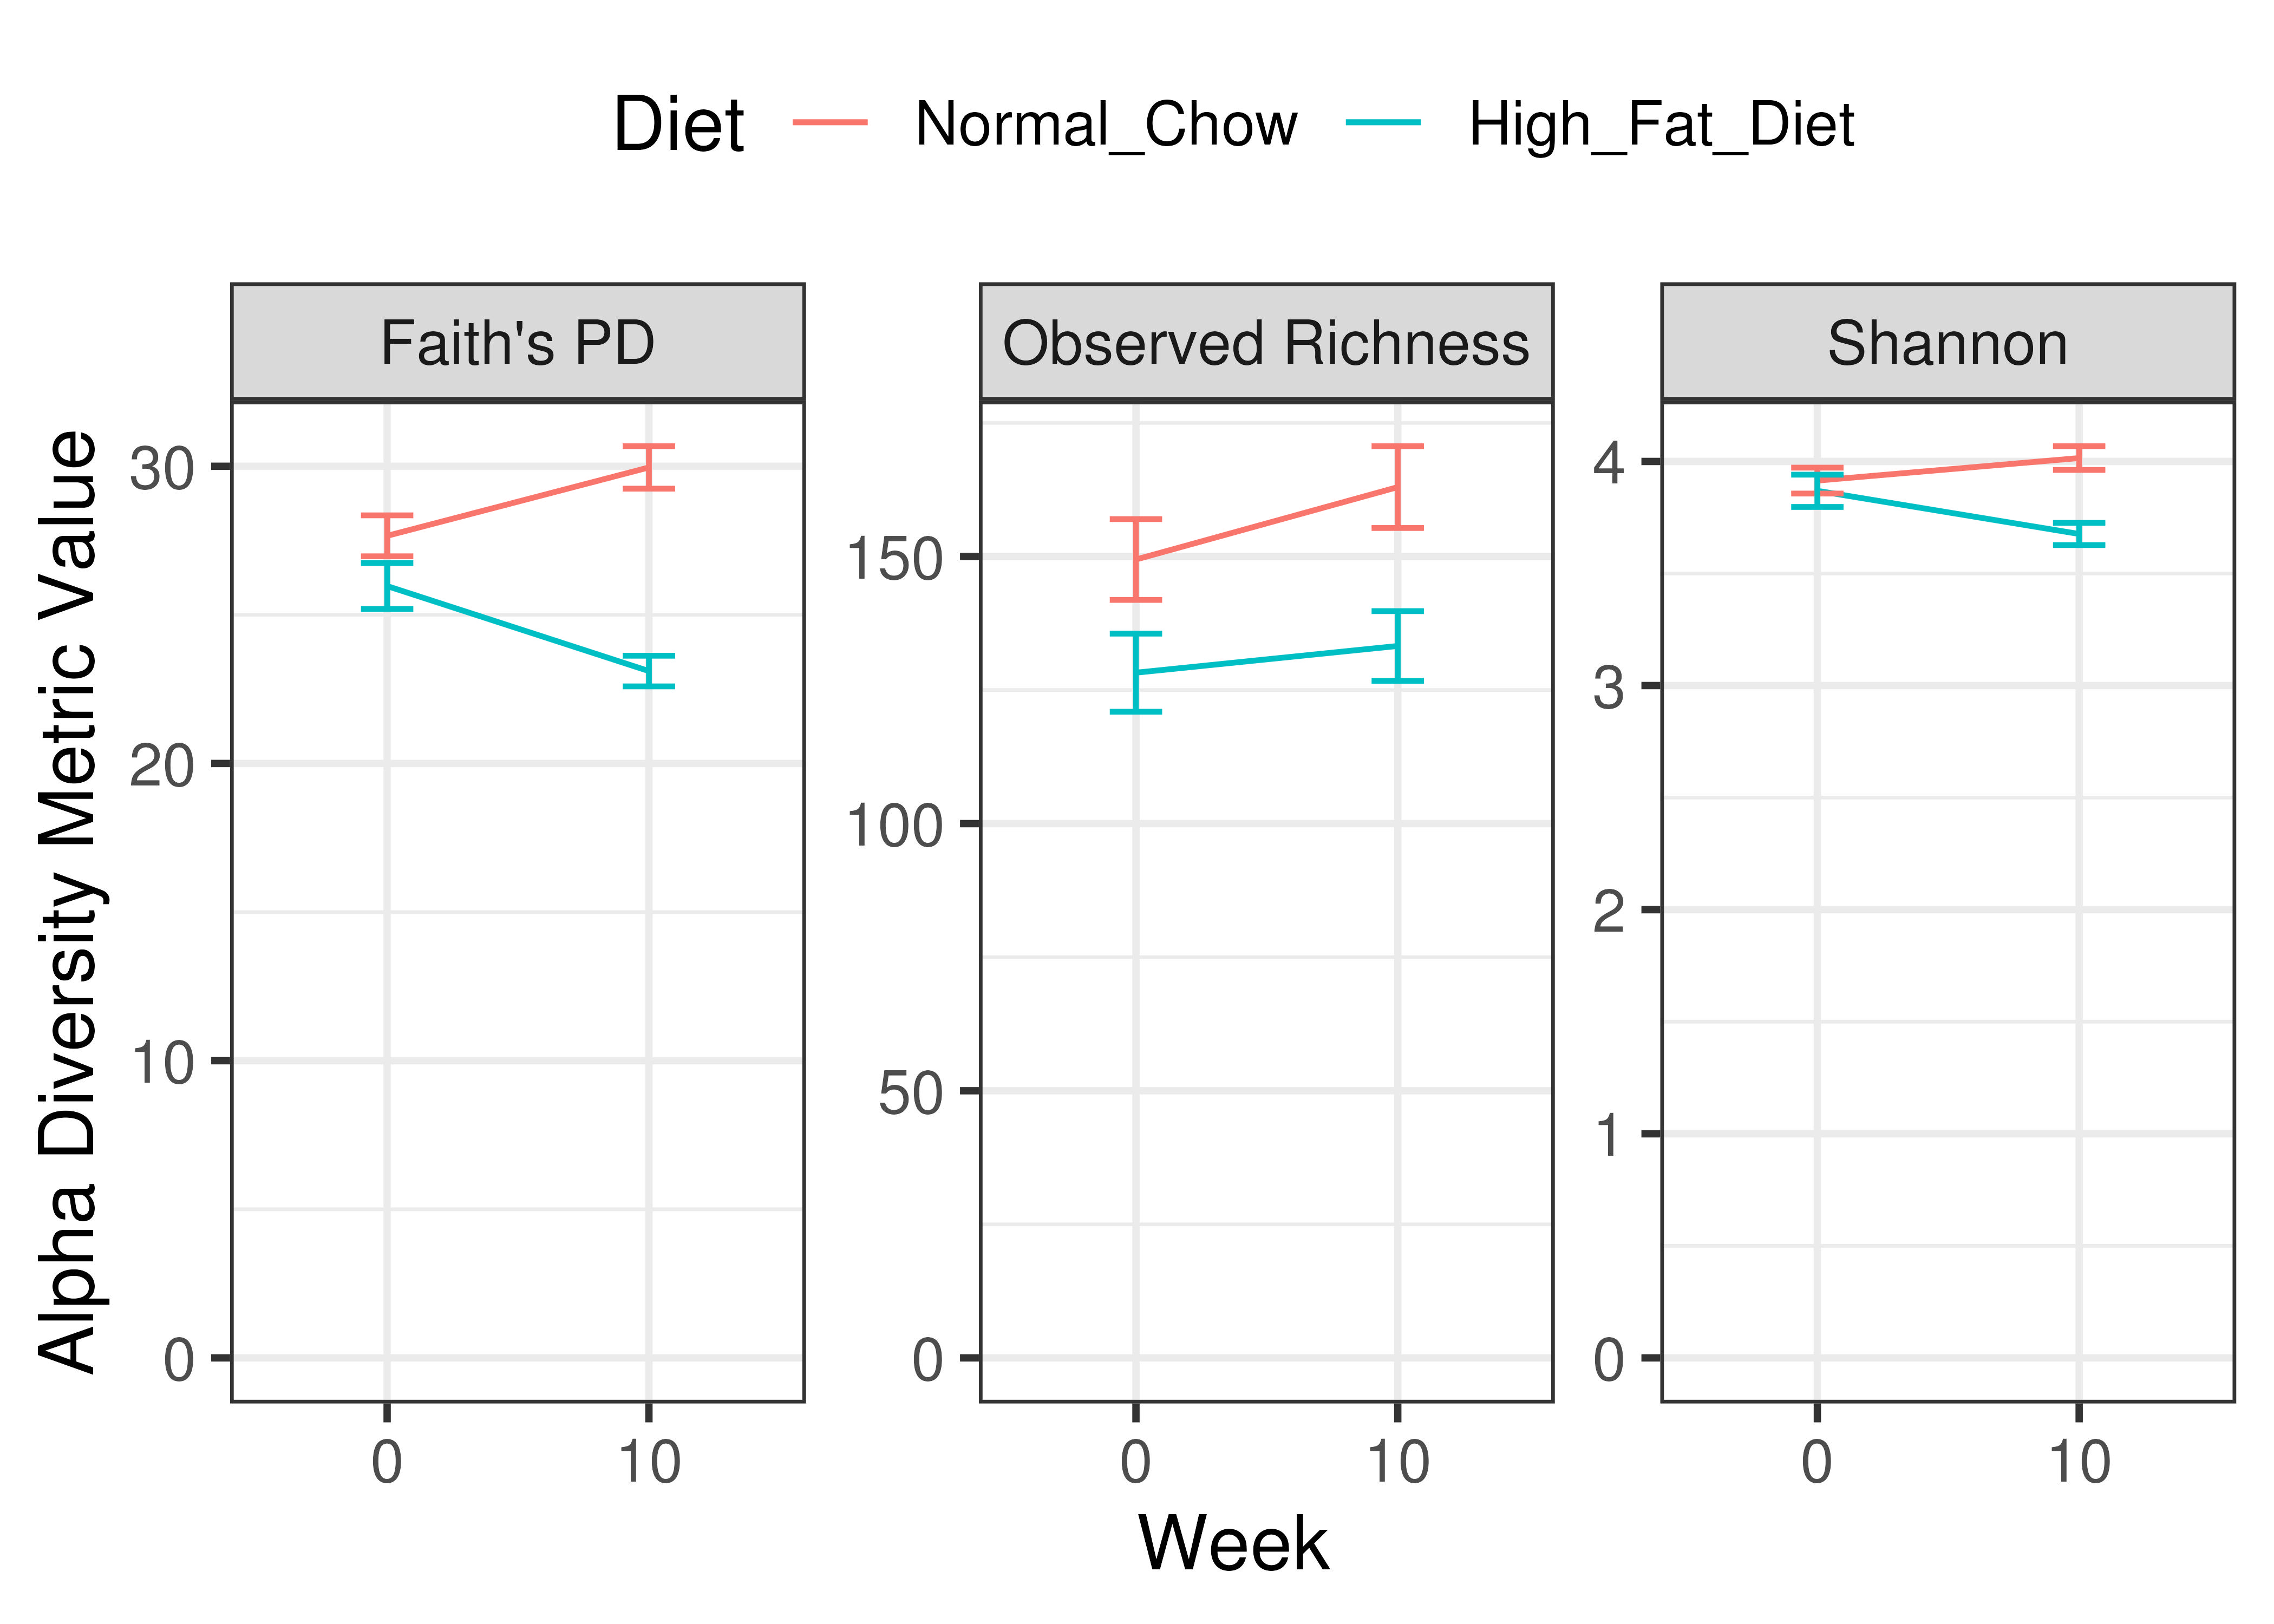 Diet Normal_Chow High_Fat_Diet
Faith's PD Observed Richness Shannon
Alpha Diversity Metric Value
30
20
10
0
150
100
50
0
4
3
2
1
0
0 10 0 10 0 10
Week